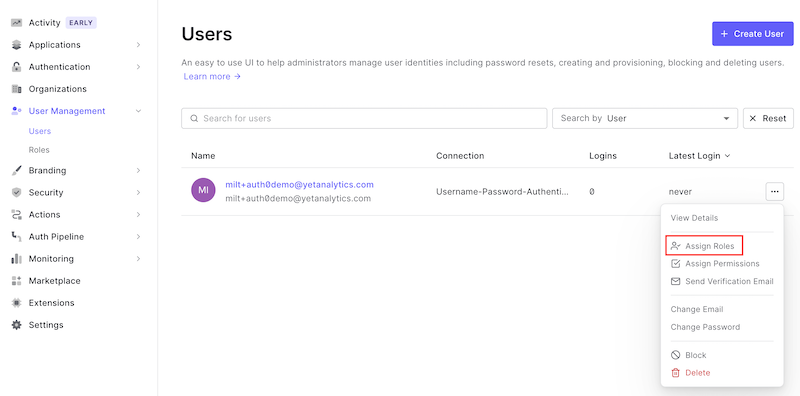 Activity EARLY
Applications
Authentication
Organizations
User Management
Users
Roles
Branding
Security
Actions
Auth Pipeline
Monitoring
Marketplace
Extensions
Settings
Users
+ Create User
An easy to use UI to help administrators manage user identities including password resets, creating and provisioning, blocking and deleting users.
Learn more →
Search for users
Search by User
Reset
Name Connection Logins Latest Login
MI
milt+auth0demo@yetanalytics.com
milt+auth0demo@yetanalytics.com
Username-Password-Authenti...
0
never
...
View Details
Assign Roles
Assign Permissions
Send Verification Email
Change Email
Change Password
Block
Delete